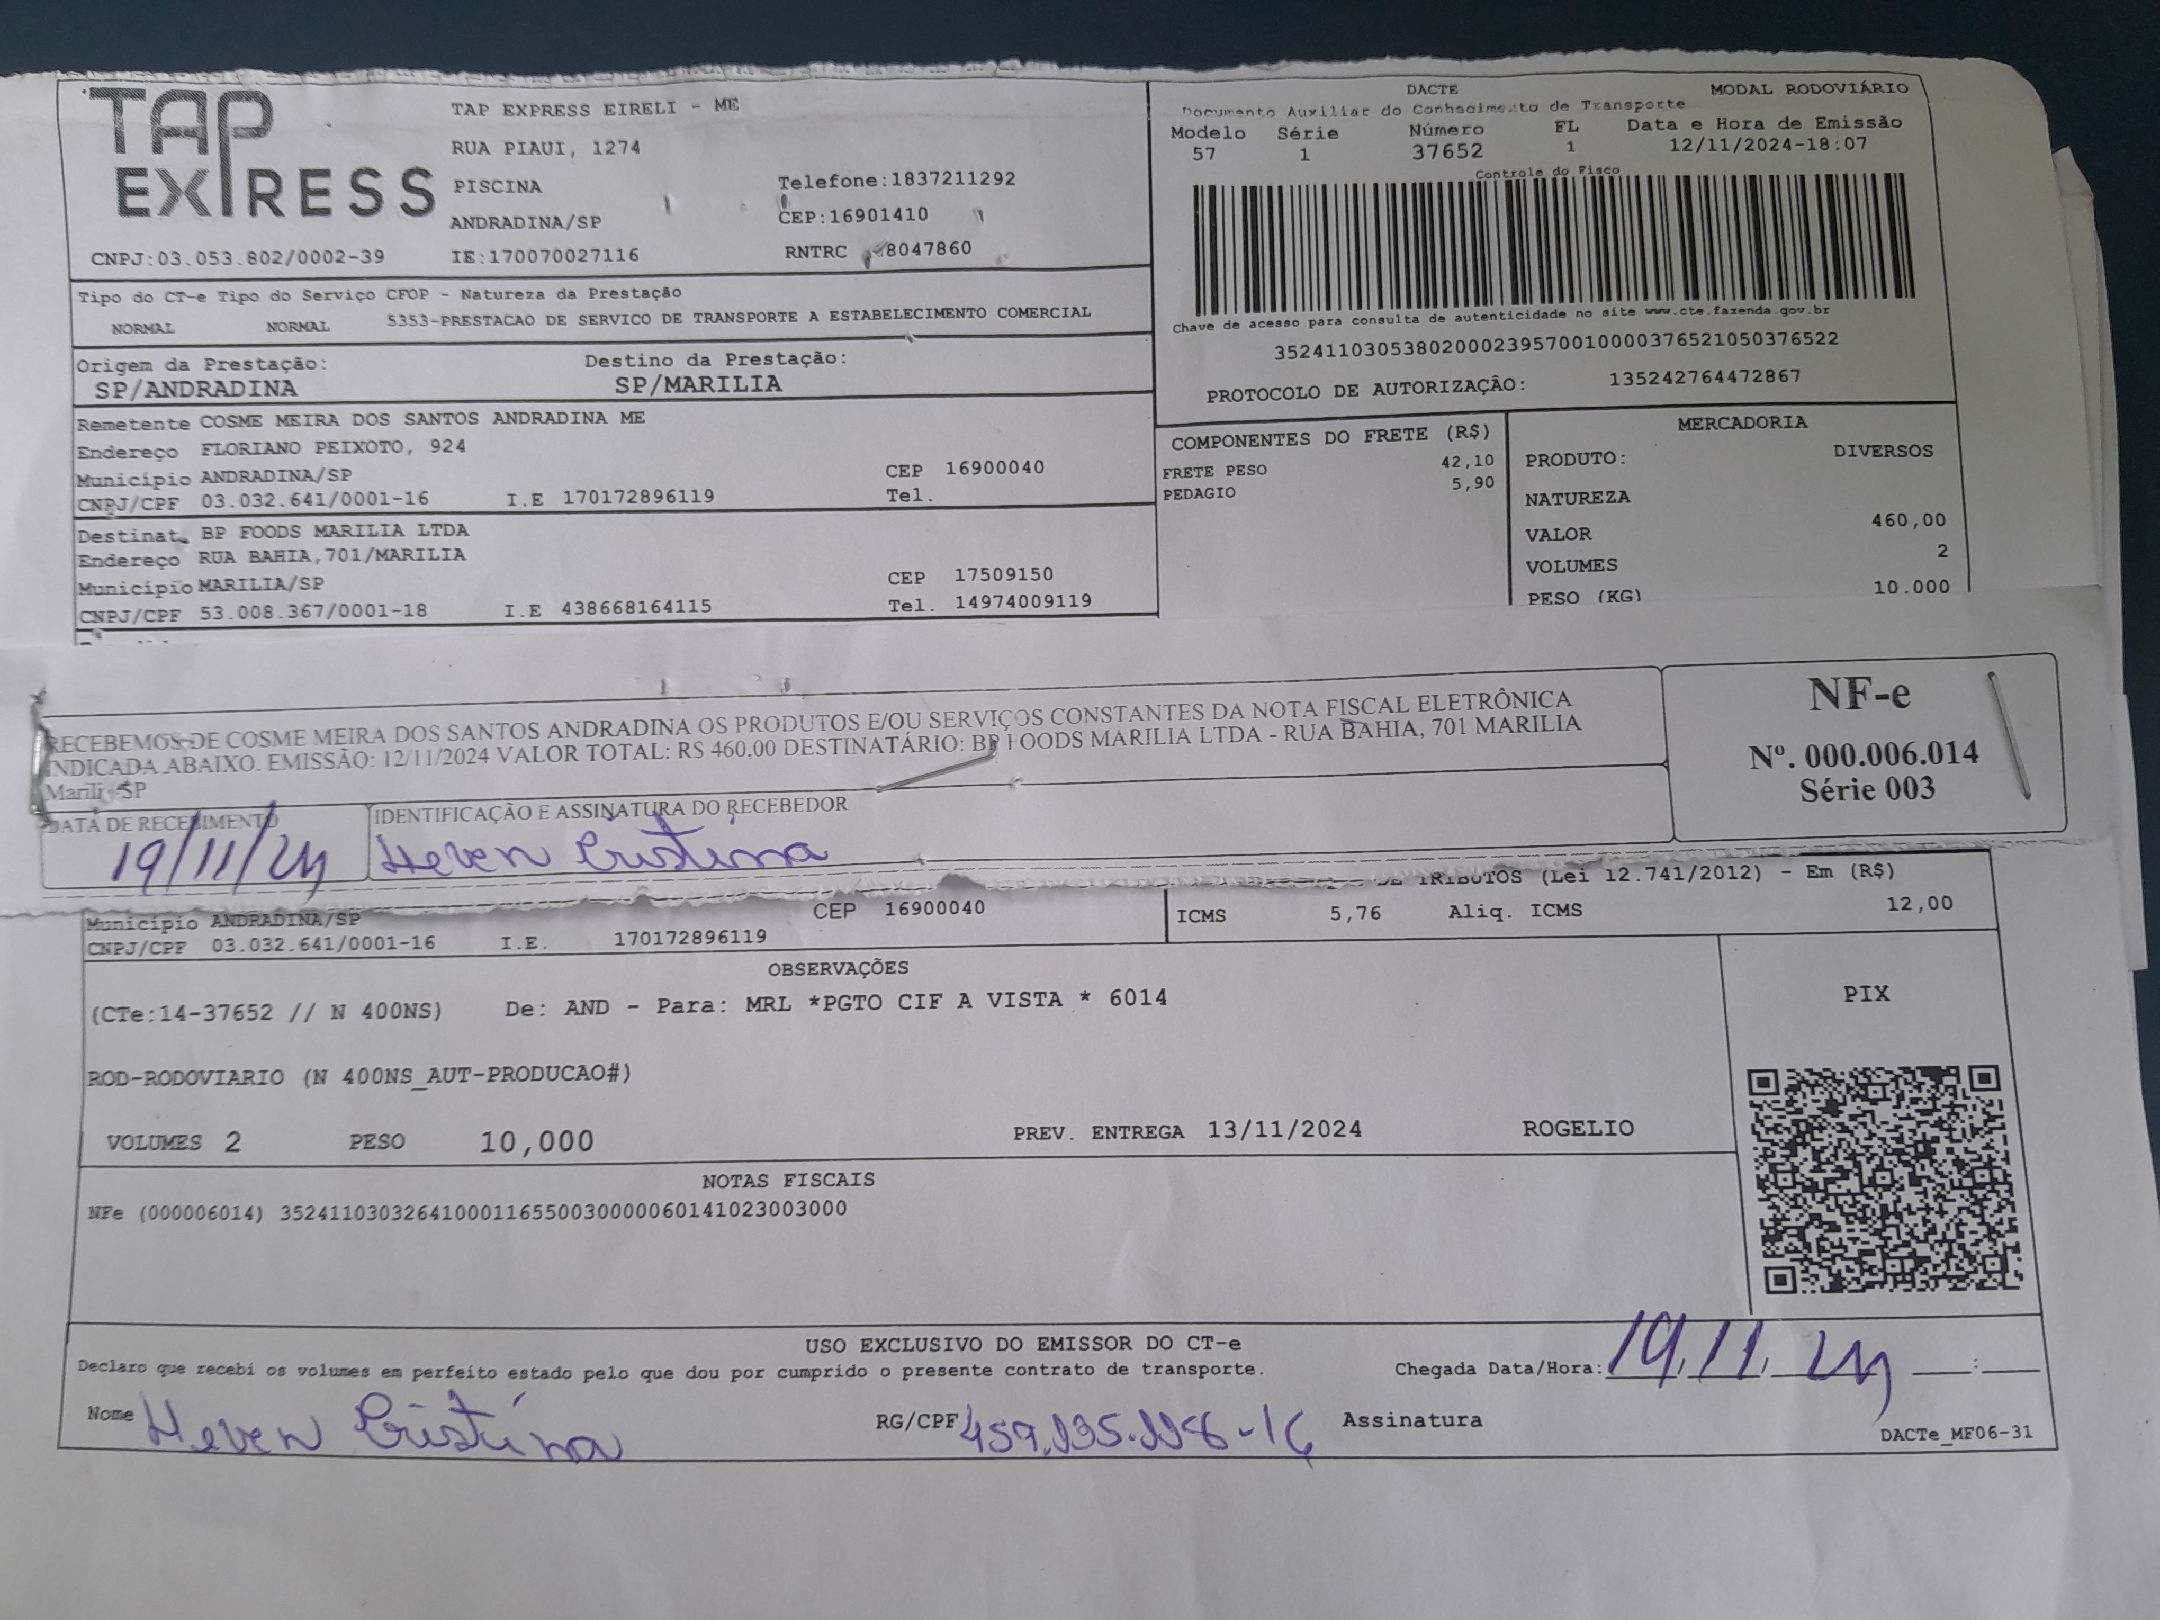 TAP EXPRESS
TAP EXPRESS EIRELI - ME
RUA PIAUI, 1274
PISCINA Telefone:1837211292
ANDRADINA/SP CEP:16901410
CNPJ:03.053.802/0002-39 IE:170070027116 RNTRC 8047860
DACTE MODAL RODOVIÁRIO
Documento Auxiliar do Conhecimento de Transporte
Modelo Série Número FL Data e Hora de Emissão
57 1 37652 1 12/11/2024-18:07
Controle do Fisco
Chave de acesso para consulta de autenticidade no site www.cte.fazenda.gov.br
35241103053802000239570010000376521050376522
PROTOCOLO DE AUTORIZAÇÃO: 135242764472867
Tipo do CT-e Tipo do Serviço CFOP - Natureza da Prestação
NORMAL NORMAL 5353-PRESTACAO DE SERVICO DE TRANSPORTE A ESTABELECIMENTO COMERCIAL
Origem da Prestação: Destino da Prestação:
SP/ANDRADINA SP/MARILIA
Remetente COSME MEIRA DOS SANTOS ANDRADINA ME
Endereço FLORIANO PEIXOTO, 924
Município ANDRADINA/SP CEP 16900040
CNPJ/CPF 03.032.641/0001-16 I.E 170172896119 Tel.
Destinat. BP FOODS MARILIA LTDA
Endereço RUA BAHIA,701/MARILIA
Município MARILIA/SP CEP 17509150
CNPJ/CPF 53.008.367/0001-18 I.E 438668164115 Tel. 14974009119
COMPONENTES DO FRETE (R$)
FRETE PESO 42,10
PEDAGIO 5,90
MERCADORIA
PRODUTO: DIVERSOS
NATUREZA
VALOR 460,00
VOLUMES 2
PESO (KG) 10.000
RECEBEMOS DE COSME MEIRA DOS SANTOS ANDRADINA OS PRODUTOS E/OU SERVIÇOS CONSTANTES DA NOTA FISCAL ELETRÔNICA
INDICADA ABAIXO. EMISSÃO: 12/11/2024 VALOR TOTAL: R$ 460,00 DESTINATÁRIO: BP FOODS MARILIA LTDA - RUA BAHIA, 701 MARILIA
Marili SP
DATA DE RECEBIMENTO IDENTIFICAÇÃO E ASSINATURA DO RECEBEDOR
19/11/24 Heven Cristina
NF-e
Nº. 000.006.014
Série 003
DE TRIBUTOS (Lei 12.741/2012) - Em (R$)
Município ANDRADINA/SP CEP 16900040
CNPJ/CPF 03.032.641/0001-16 I.E. 170172896119
ICMS 5,76 Aliq. ICMS 12,00
OBSERVAÇÕES
(CTe:14-37652 // N 400NS) De: AND - Para: MRL *PGTO CIF A VISTA * 6014
ROD-RODOVIARIO (N 400NS_AUT-PRODUCAO#)
VOLUMES 2 PESO 10,000 PREV. ENTREGA 13/11/2024 ROGELIO
PIX
NOTAS FISCAIS
NFe (000006014) 35241103032641000116550030000060141023003000
USO EXCLUSIVO DO EMISSOR DO CT-e
Declaro que recebi os volumes em perfeito estado pelo que dou por cumprido o presente contrato de transporte. Chegada Data/Hora: 19/11/24 :
Nome Heven Cristina RG/CPF Assinatura
DACTe_MF06-31